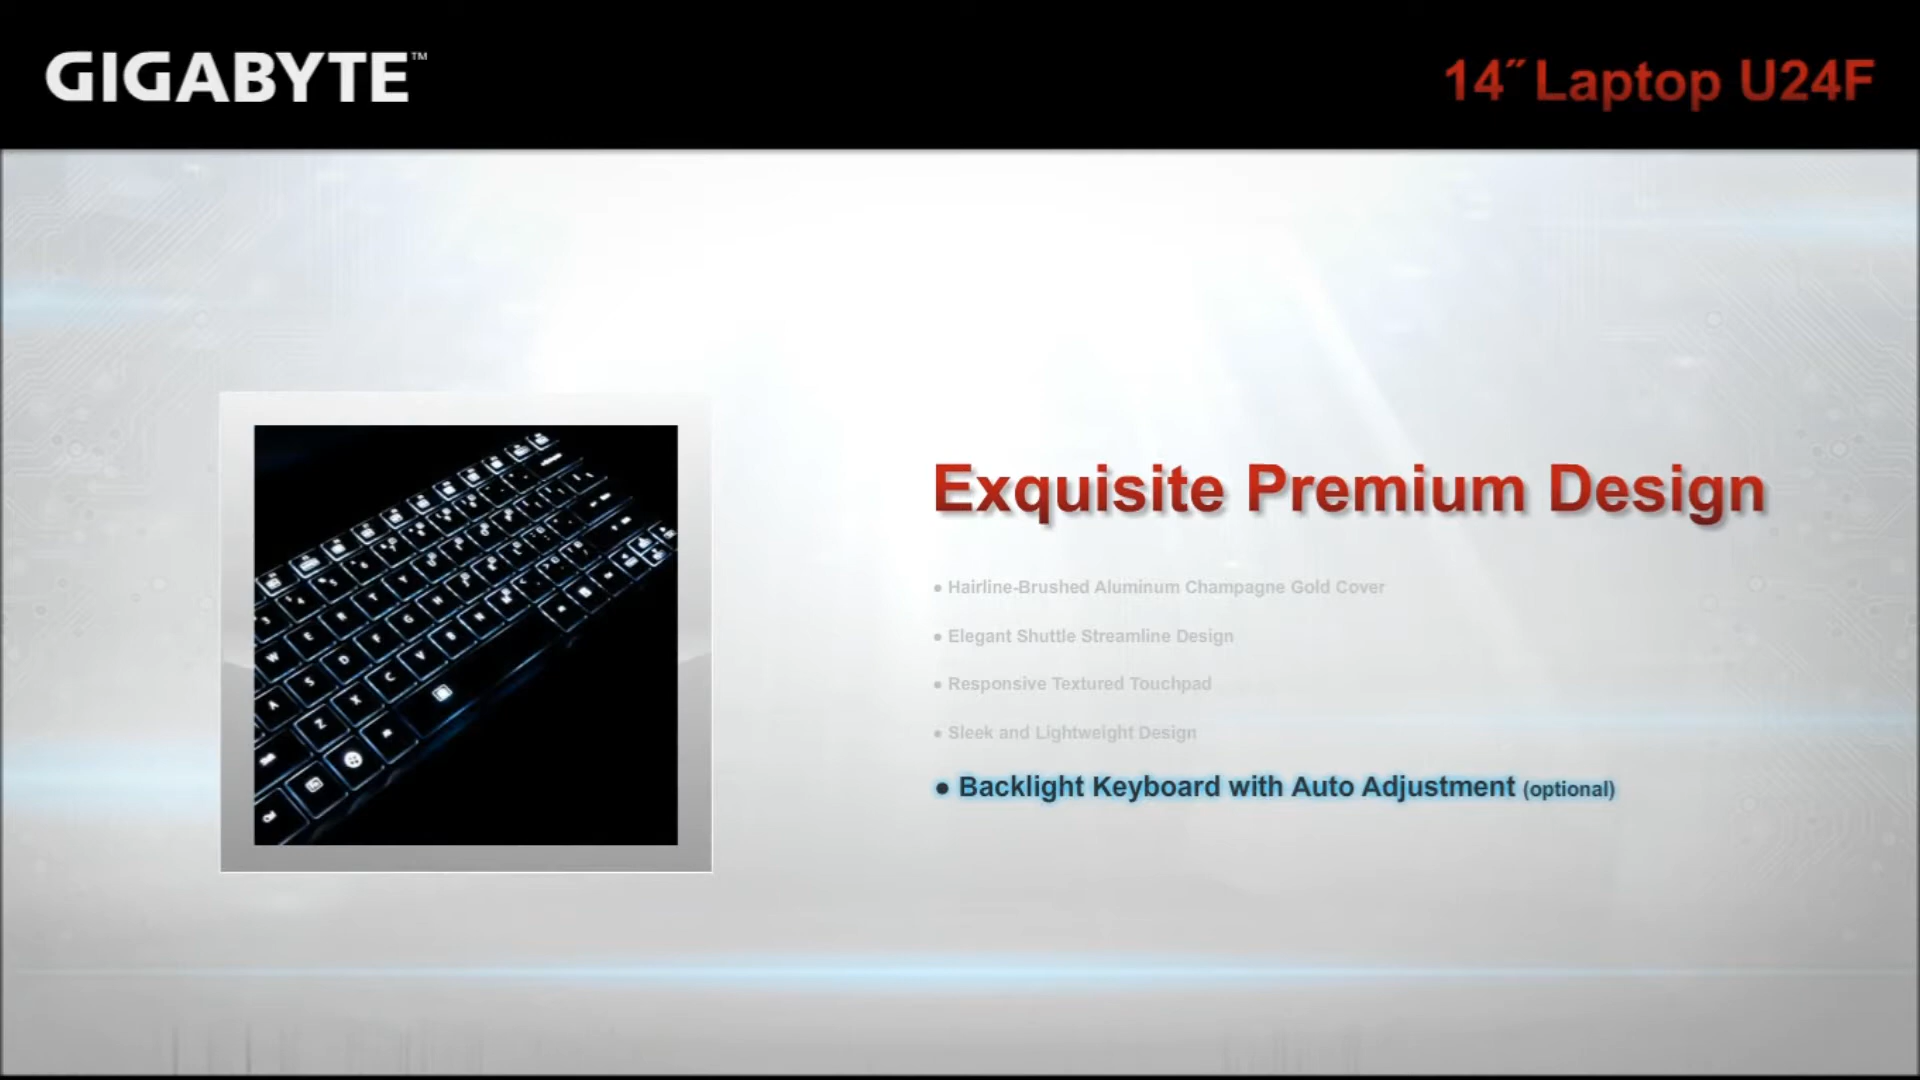 GIGABYTE™
14˝ Laptop U24F
Exquisite Premium Design
● Hairline-Brushed Aluminum Champagne Gold Cover
● Elegant Shuttle Streamline Design
● Responsive Textured Touchpad
● Sleek and Lightweight Design
● Backlight Keyboard with Auto Adjustment (optional)